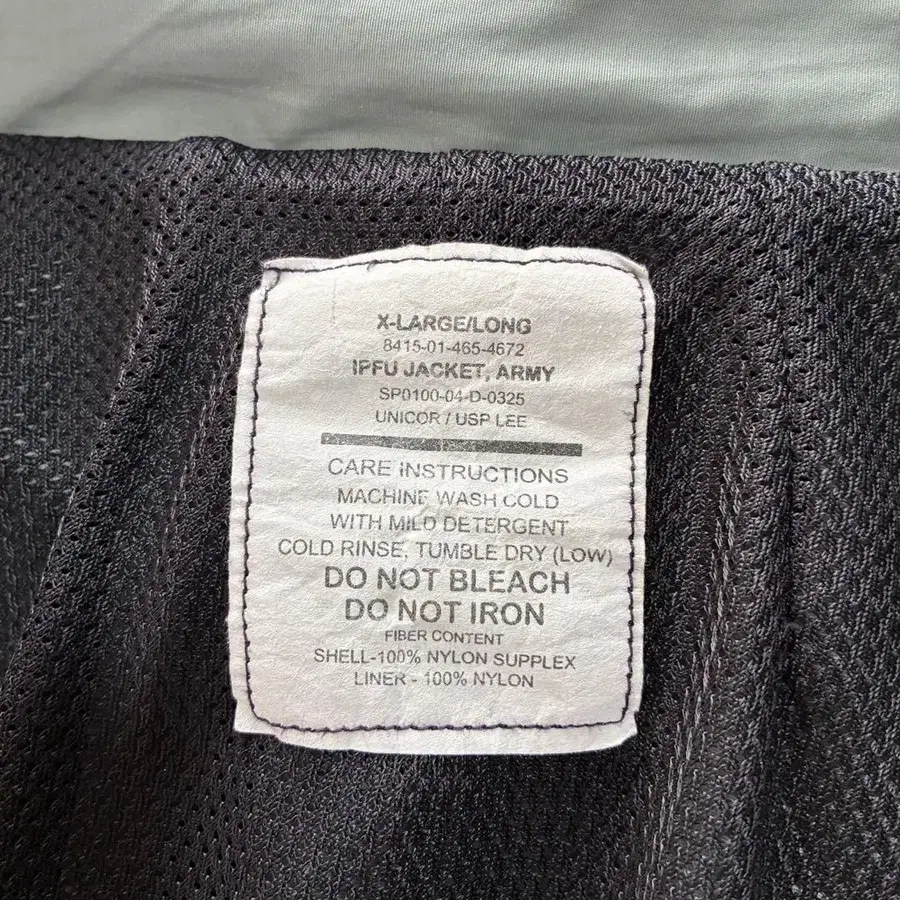 X-LARGE/LONG
8415-01-465-4672
IPFU JACKET, ARMY
SP0100-04-D-0325
UNICOR / USP LEE
CARE INSTRUCTIONS
MACHINE WASH COLD
WITH MILD DETERGENT
COLD RINSE, TUMBLE DRY (LOW)
DO NOT BLEACH
DO NOT IRON
FIBER CONTENT
SHELL-100% NYLON SUPPLEX
LINER - 100% NYLON